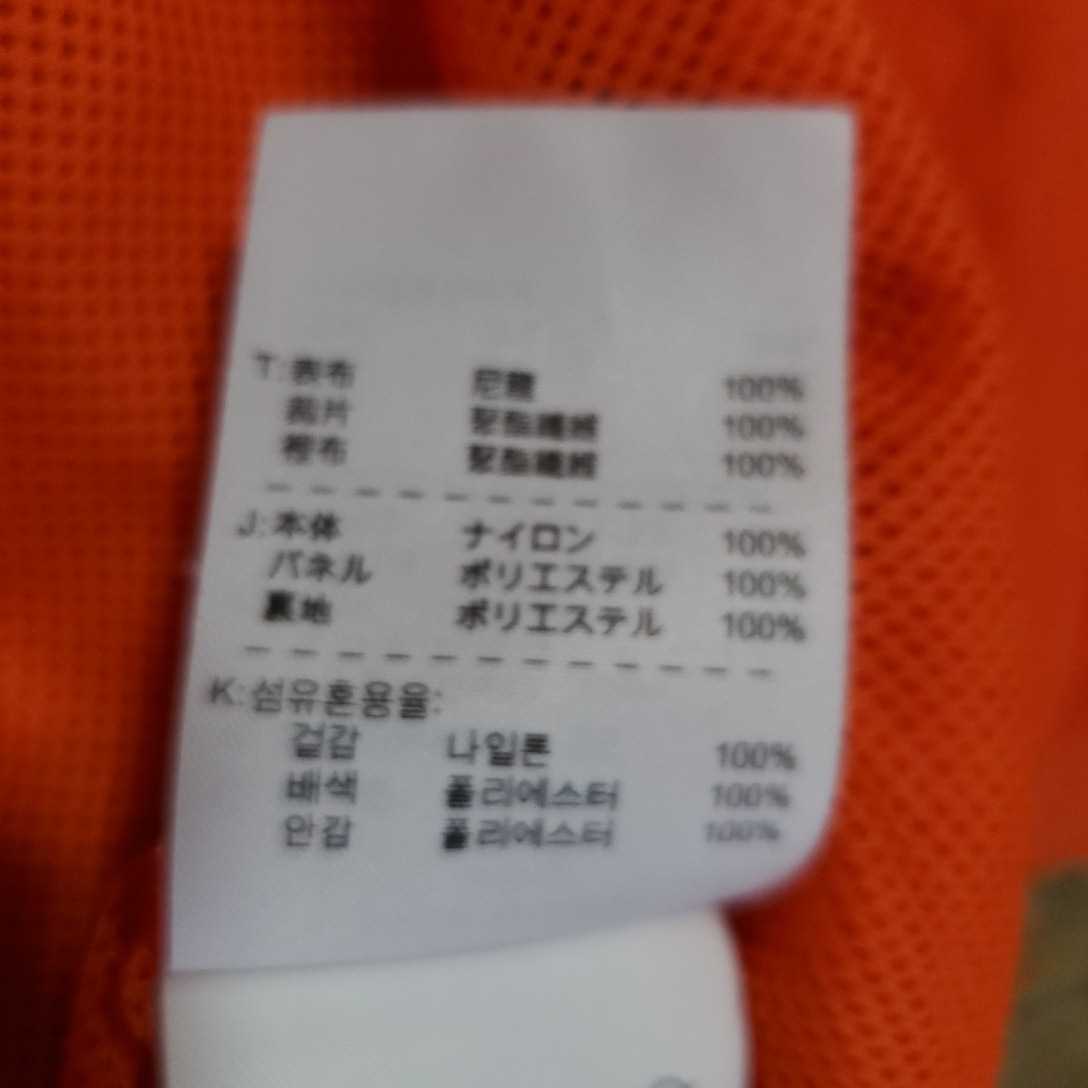 T:表布 尼龍 100%
面片 聚酯纖維 100%
裡布 聚酯纖維 100%
J:本体 ナイロン 100%
パネル ポリエステル 100%
裏地 ポリエステル 100%
K:섬유혼용율:
겉감 나일론 100%
배색 폴리에스터 100%
안감 폴리에스터 100%